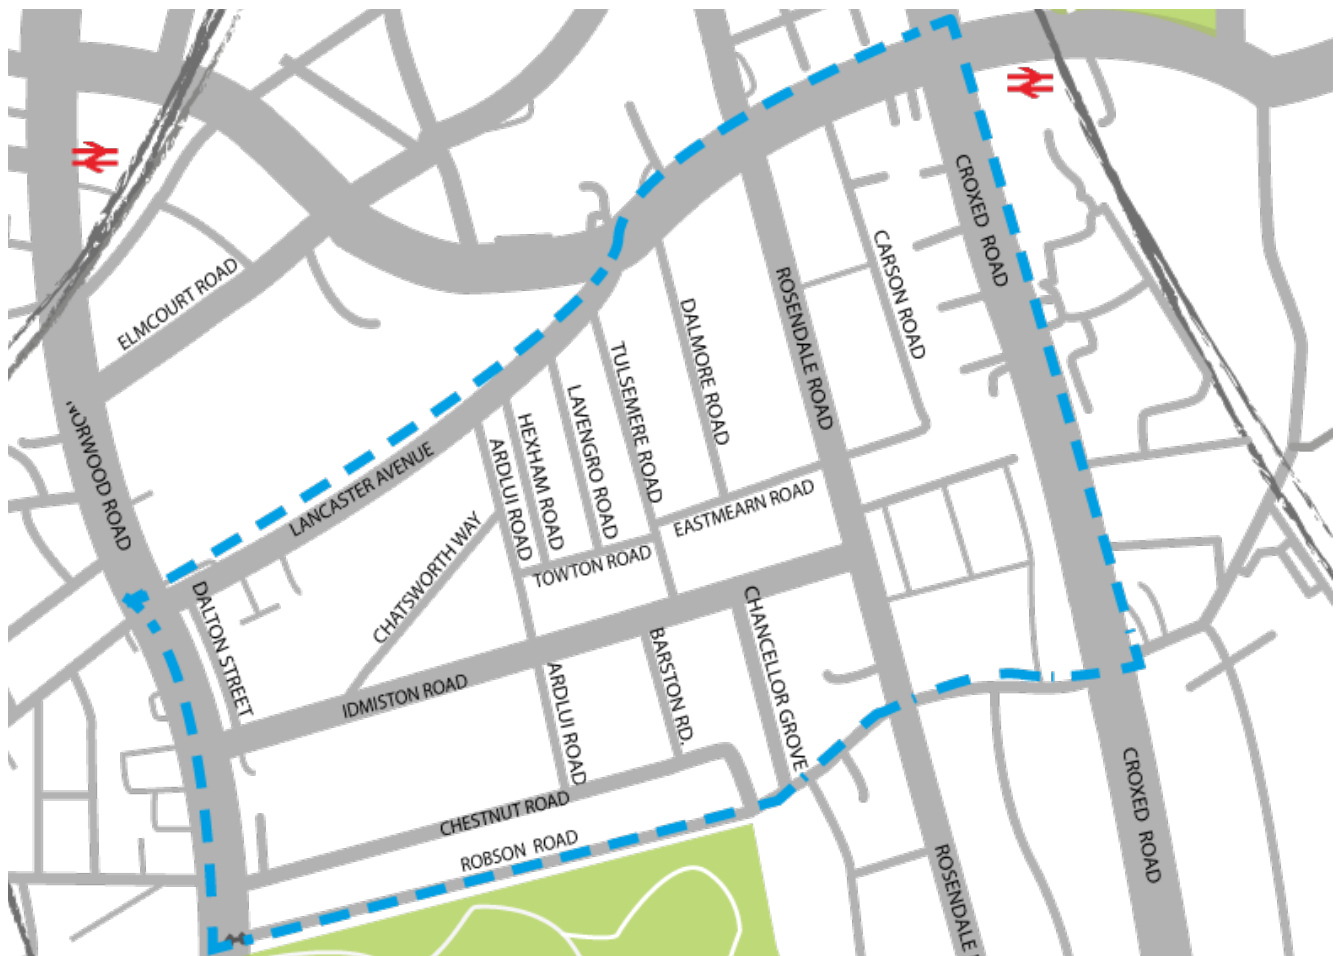 CROXED ROAD
ELMCOURT ROAD
CARSON ROAD
ROSENDALE ROAD
DALMORE ROAD
TULSEMERE ROAD
LAVENGRO ROAD
HEXHAM ROAD
ARDLUI ROAD
NORWOOD ROAD
LANCASTER AVENUE
EASTMEARN ROAD
TOWTON ROAD
CHATSWORTH WAY
DALTON STREET
CHANCELLOR GROVE
BARSTON RD.
ARDLUI ROAD
IDMISTON ROAD
CHESTNUT ROAD
ROBSON ROAD
CROXED ROAD
ROSENDALE